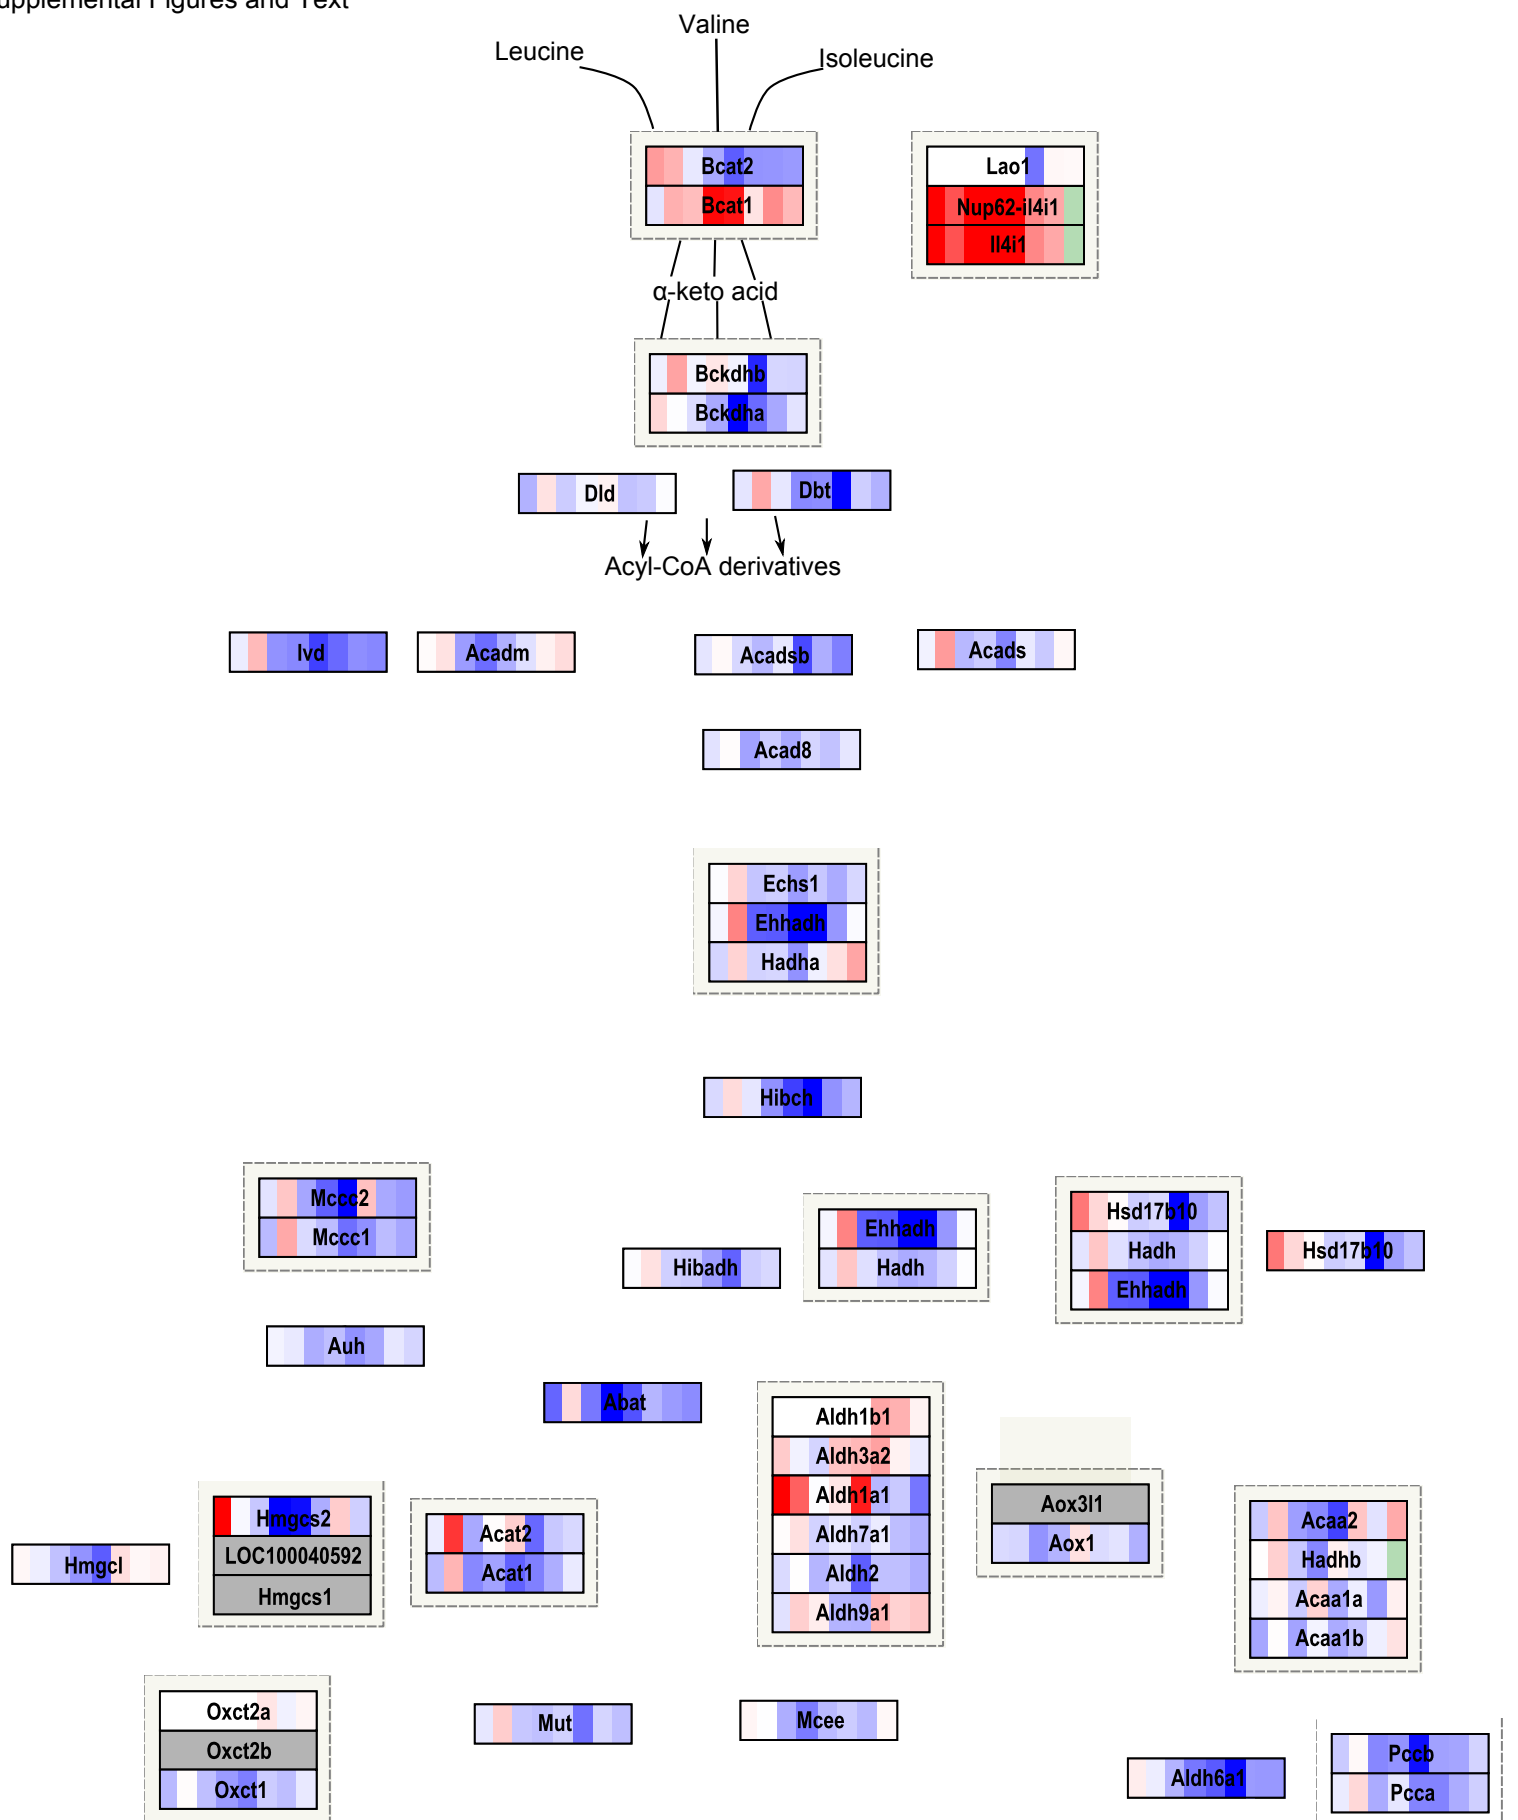 upplemental Figures and Text
Valine
Leucine
Isoleucine
Bcat2
Bcat1
Lao1
Nup62-il4i1
Il4i1
α-keto acid
Bckdhb
Bckdha
Dld
Dbt
Acyl-CoA derivatives
Ivd
Acadm
Acadsb
Acads
Acad8
Echs1
Ehhadh
Hadha
Hibch
Mccc2
Mccc1
Hibadh
Ehhadh
Hadh
Hsd17b10
Hadh
Ehhadh
Hsd17b10
Auh
Abat
Aldh1b1
Aldh3a2
Aldh1a1
Aldh7a1
Aldh2
Aldh9a1
Aox3l1
Aox1
Acaa2
Hadhb
Acaa1a
Acaa1b
Hmgcl
Hmgcs2
LOC100040592
Hmgcs1
Acat2
Acat1
Oxct2a
Oxct2b
Oxct1
Mut
Mcee
Aldh6a1
Pccb
Pcca